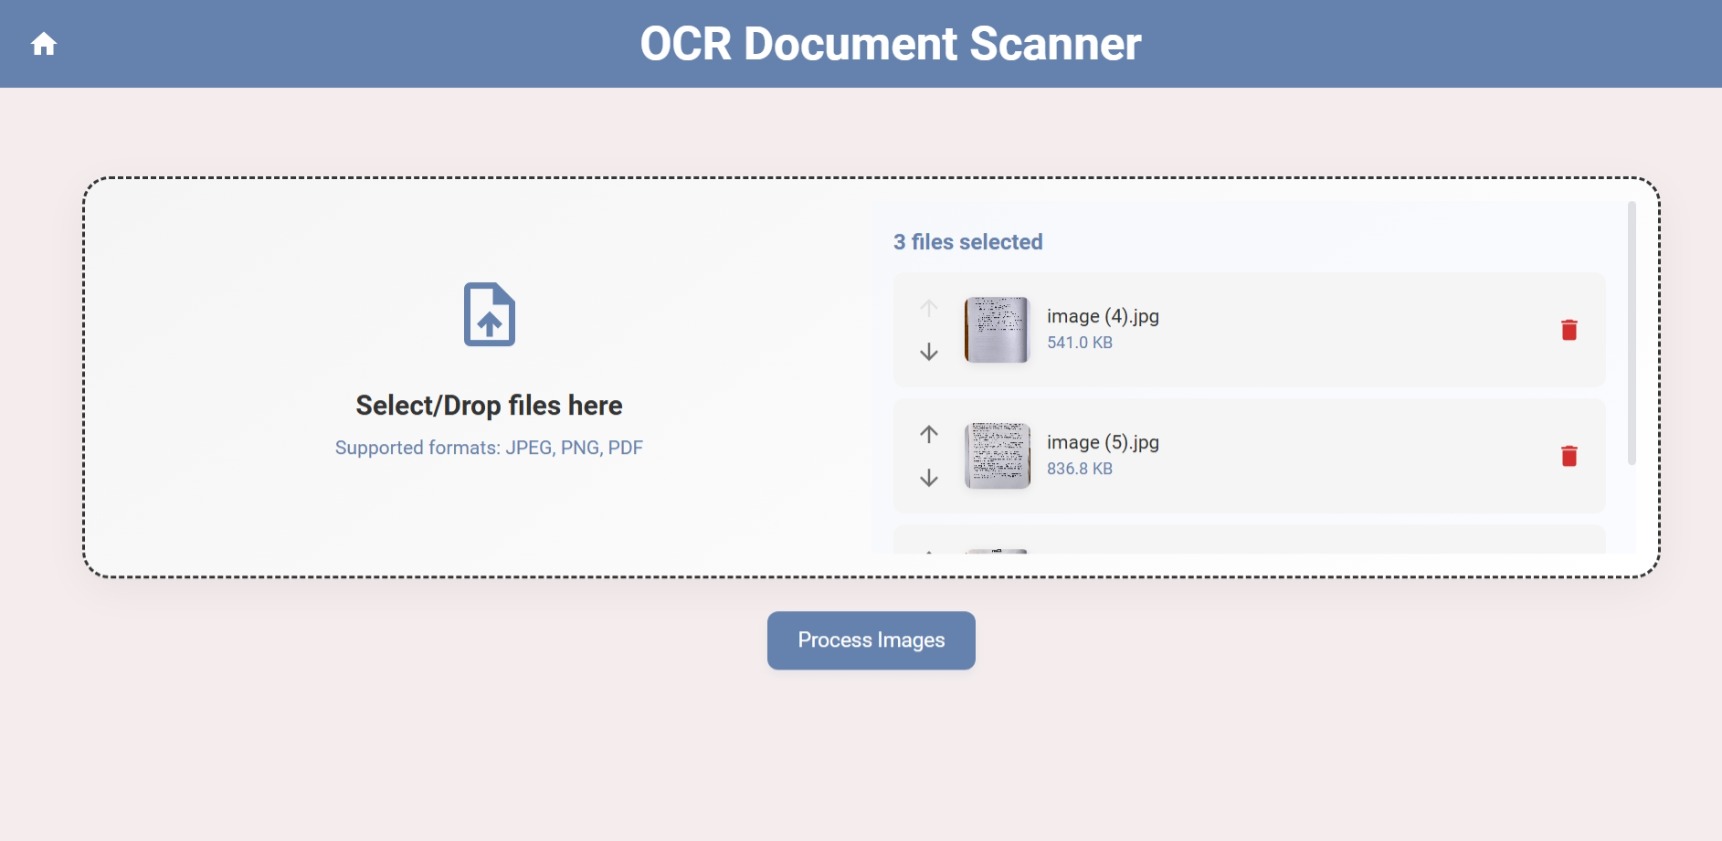 OCR Document Scanner
3 files selected
image (4).jpg
541.0 KB
Select/Drop files here
Supported formats: JPEG, PNG, PDF
image (5).jpg
836.8 KB
Process Images